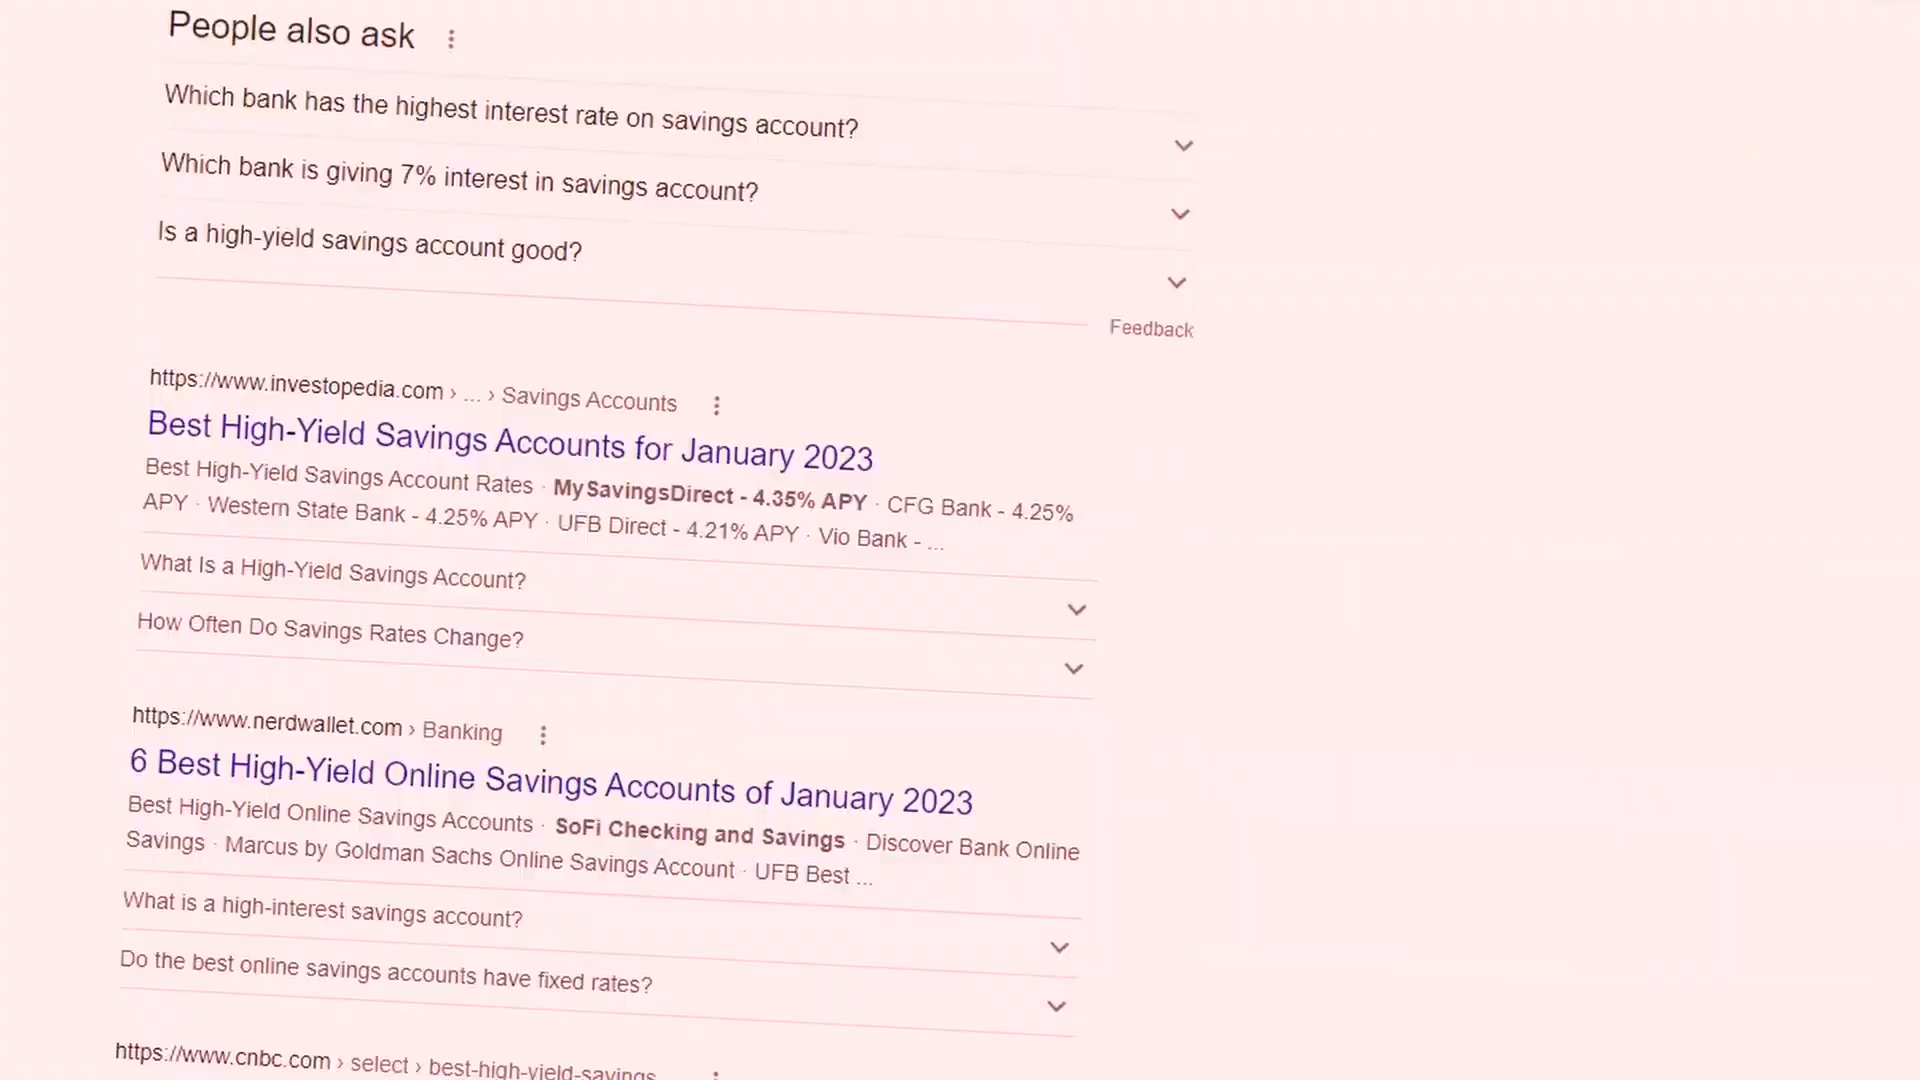 People also ask
Which bank has the highest interest rate on savings account?
Which bank is giving 7% interest in savings account?
Is a high-yield savings account good?
Feedback
https://www.investopedia.com › ... › Savings Accounts
Best High-Yield Savings Accounts for January 2023
Best High-Yield Savings Account Rates · MySavingsDirect - 4.35% APY · CFG Bank - 4.25%
APY · Western State Bank - 4.25% APY · UFB Direct - 4.21% APY · Vio Bank - ...
What Is a High-Yield Savings Account?
How Often Do Savings Rates Change?
https://www.nerdwallet.com › Banking
6 Best High-Yield Online Savings Accounts of January 2023
Best High-Yield Online Savings Accounts · SoFi Checking and Savings · Discover Bank Online
Savings · Marcus by Goldman Sachs Online Savings Account · UFB Best ...
What is a high-interest savings account?
Do the best online savings accounts have fixed rates?
https://www.cnbc.com › select › best-high-yield-savings